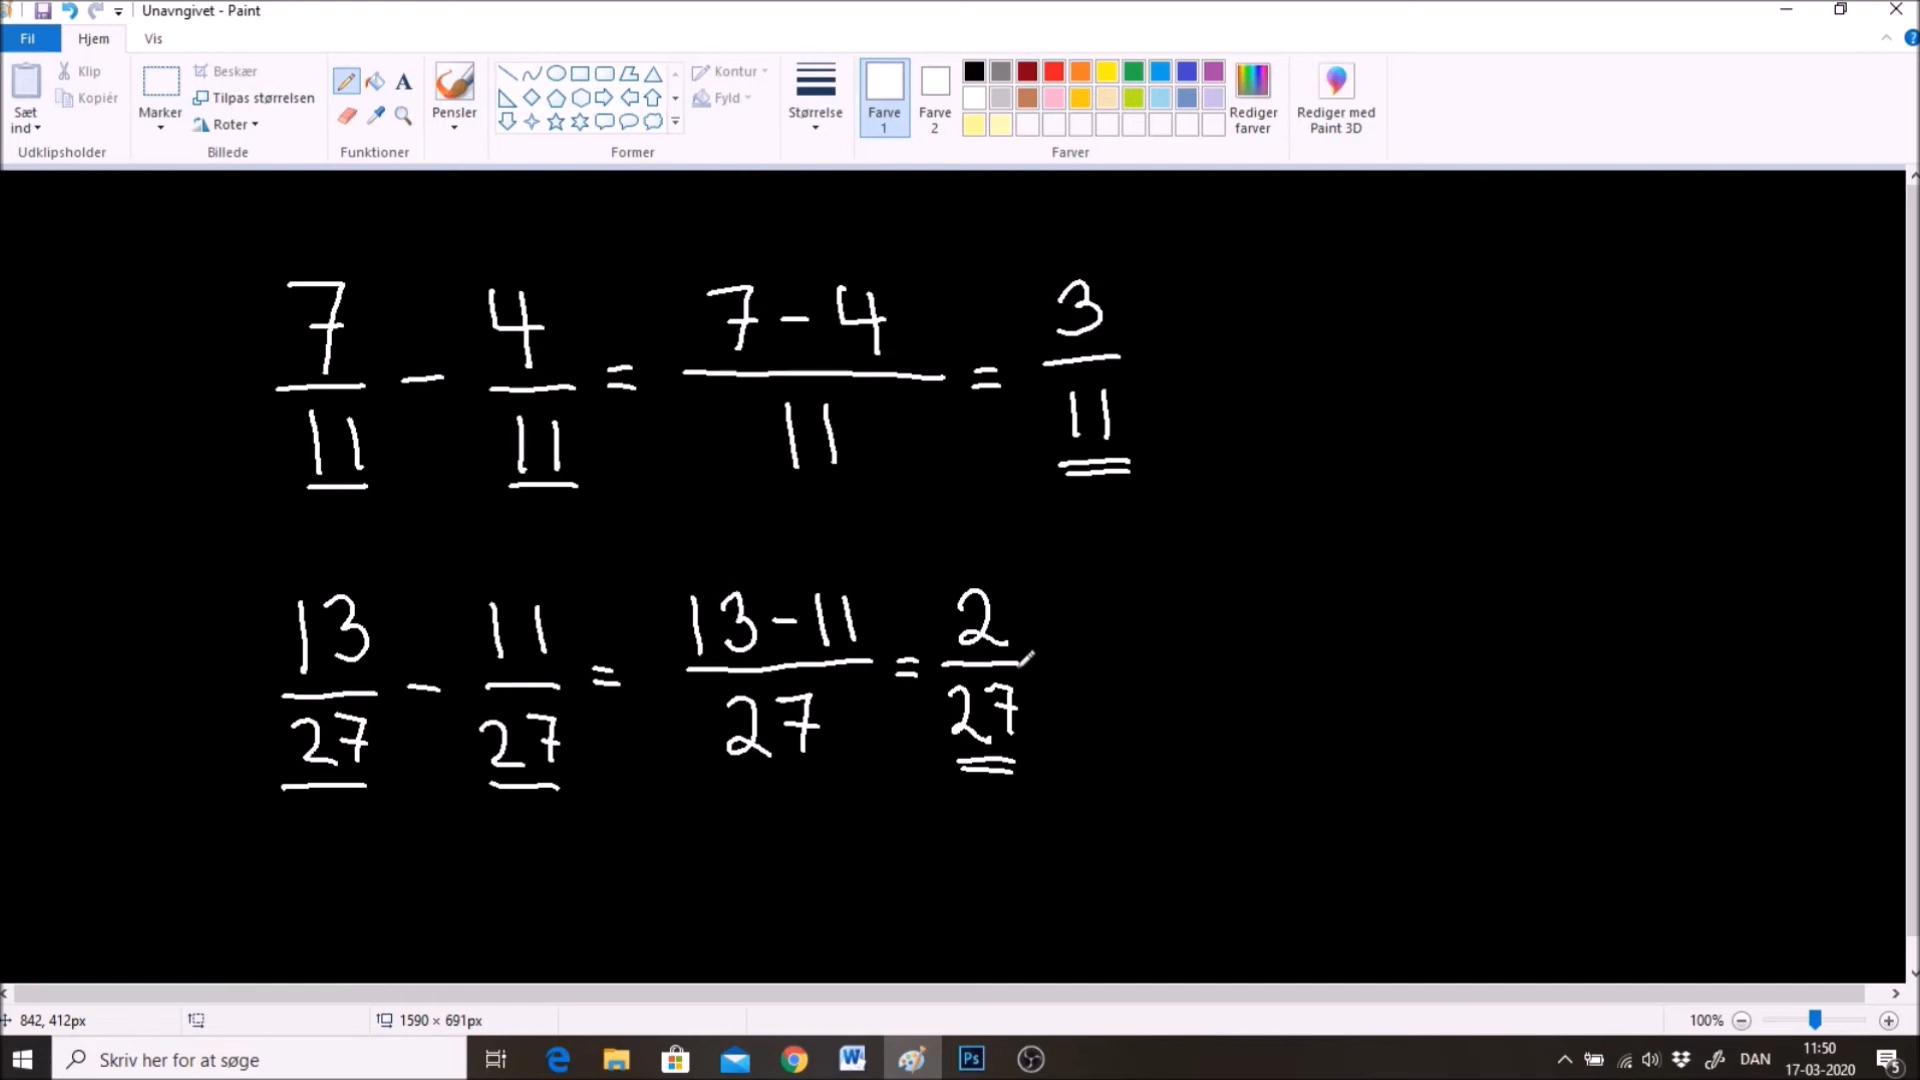 Unavngivet - Paint
Fil Hjem Vis
Sæt ind
Klip
Kopiér
Udklipsholder
Marker
Beskær
Tilpas størrelsen
Roter
Billede
A
Funktioner
Pensler
Former
Kontur
Fyld
Størrelse
Farve 1
Farve 2
Rediger farver
Farver
Rediger med Paint 3D
7/11 - 4/11 = 7-4/11 = 3/11
13/27 - 11/27 = 13-11/27 = 2/27
842, 412px
1590 × 691px
100%
Skriv her for at søge
W
Ps
DAN
11:50
17-03-2020
5